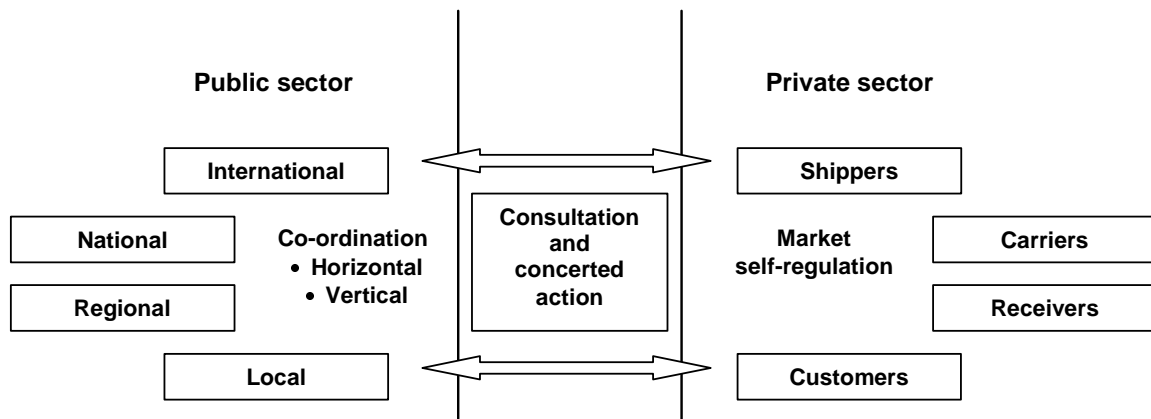 Public sector
Private sector
International
National
Regional
Local
Co-ordination
• Horizontal
• Vertical
Consultation
and
concerted
action
Shippers
Market
self-regulation
Carriers
Receivers
Customers